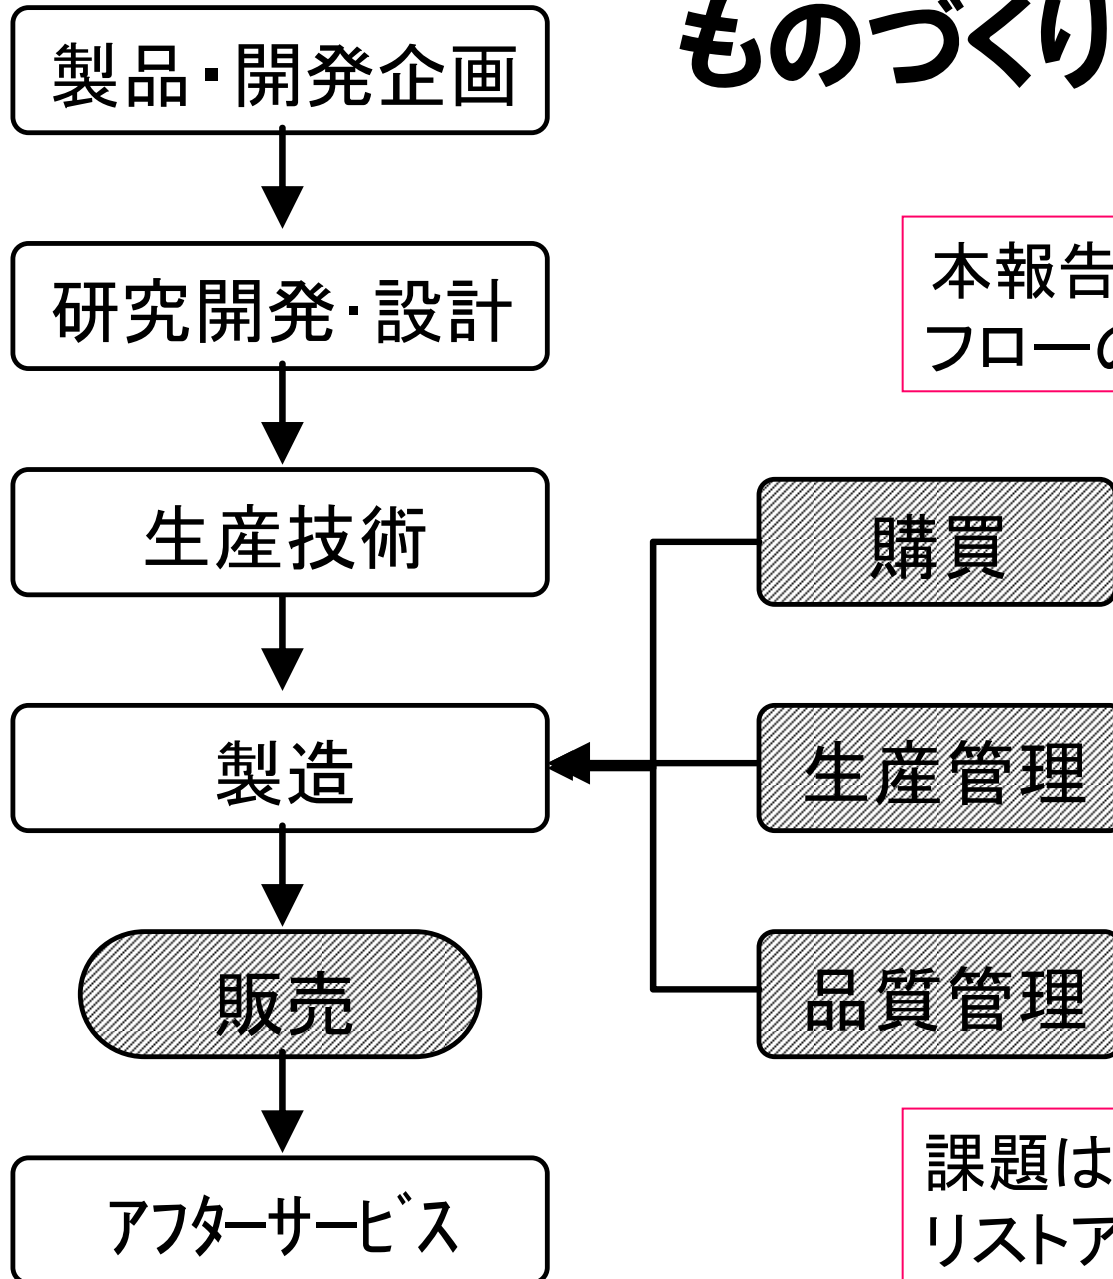 ものづくり
製品・開発企画
研究開発・設計
生産技術
製造
販売
アフターサービス
本報告
フローの
購買
生産管理
品質管理
課題は
リストア